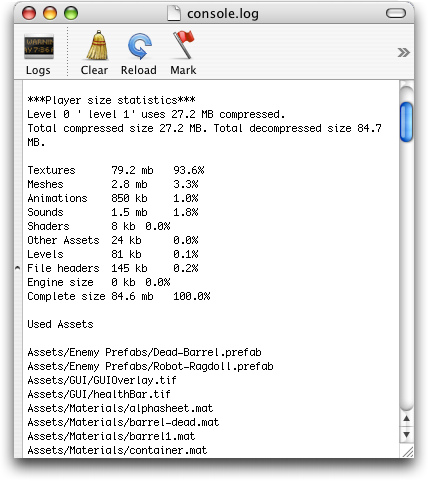 console.log
Logs
Clear
Reload
Mark
***Player size statistics***
Level 0 ' level 1' uses 27.2 MB compressed.
Total compressed size 27.2 MB. Total decompressed size 84.7
MB.
Textures 79.2 mb 93.6%
Meshes 2.8 mb 3.3%
Animations 850 kb 1.0%
Sounds 1.5 mb 1.8%
Shaders 8 kb 0.0%
Other Assets 24 kb 0.0%
Levels 81 kb 0.1%
File headers 145 kb 0.2%
Engine size 0 kb 0.0%
Complete size 84.6 mb 100.0%
Used Assets
Assets/Enemy Prefabs/Dead-Barrel.prefab
Assets/Enemy Prefabs/Robot-Ragdoll.prefab
Assets/GUI/GUIOverlay.tif
Assets/GUI/healthBar.tif
Assets/Materials/alphasheet.mat
Assets/Materials/barrel-dead.mat
Assets/Materials/barrel1.mat
Assets/Materials/container.mat